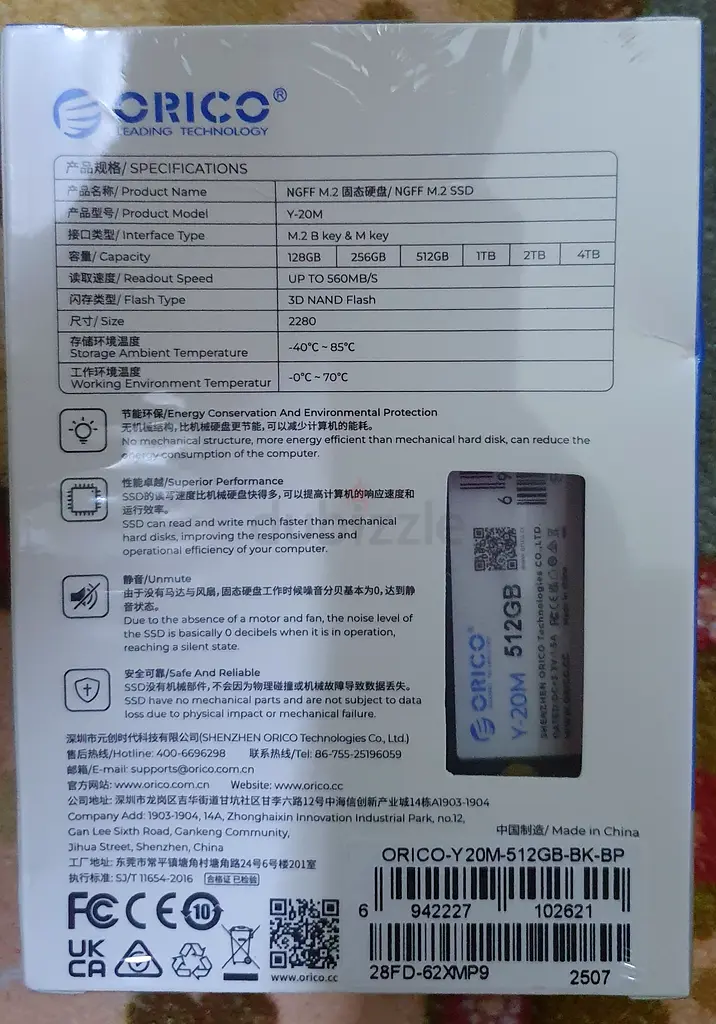 ORICO®
LEADING TECHNOLOGY
产品规格/ SPECIFICATIONS
产品名称/ Product Name NGFF M.2 固态硬盘/ NGFF M.2 SSD
产品型号/ Product Model Y-20M
接口类型/ Interface Type M.2 B key & M key
容量/ Capacity 128GB 256GB 512GB 1TB 2TB 4TB
读取速度/ Readout Speed UP TO 560MB/S
闪存类型/ Flash Type 3D NAND Flash
尺寸/ Size 2280
存储环境温度
Storage Ambient Temperature -40℃ ~ 85℃
工作环境温度
Working Environment Temperatur -0℃ ~ 70℃
节能环保/Energy Conservation And Environmental Protection
无机械结构, 比机械硬盘更节能, 可以减少计算机的能耗。
No mechanical structure, more energy efficient than mechanical hard disk, can reduce the
energy consumption of the computer.
性能卓越/Superior Performance
SSD的读写速度比机械硬盘快得多, 可以提高计算机的响应速度和
运行效率。
SSD can read and write much faster than mechanical
hard disks, improving the responsiveness and
operational efficiency of your computer.
静音/Unmute
由于没有马达与风扇, 固态硬盘工作时候噪音分贝基本为0, 达到静
音状态。
Due to the absence of a motor and fan, the noise level of
the SSD is basically 0 decibels when it is in operation,
reaching a silent state.
安全可靠/Safe And Reliable
SSD没有机械部件, 不会因为物理碰撞或机械故障导致数据丢失。
SSD have no mechanical parts and are not subject to data
loss due to physical impact or mechanical failure.
dubizzle
6 9
www.orico.cc
ORICO®
Y-20M 512GB
SHENZHEN ORICO Technologies CO.,LTD
Made in China
深圳市元创时代科技有限公司(SHENZHEN ORICO Technologies Co., Ltd.)
售后热线/Hotline: 400-6696298 联系热线/Tel: 86-755-25196059
邮箱/E-mail: supports@orico.com.cn
官方网站: www.orico.com.cn Website: www.orico.cc
公司地址: 深圳市龙岗区吉华街道甘坑社区甘李六路12号中海信创新产业城14栋A1903-1904
Company Add: 1903-1904, 14A, Zhonghaixin Innovation Industrial Park, no.12,
Gan Lee Sixth Road, Gankeng Community,
Jihua Street, Shenzhen, China
中国制造/ Made in China
工厂地址: 东莞市常平镇塘角村塘角路24号6号楼201室
执行标准: SJ/T 11654-2016 合格证 已检验
ORICO-Y20M-512GB-BK-BP
6 942227 102621
FC CE 10
UK
CA
www.orico.cc
28FD-62XMP9 2507